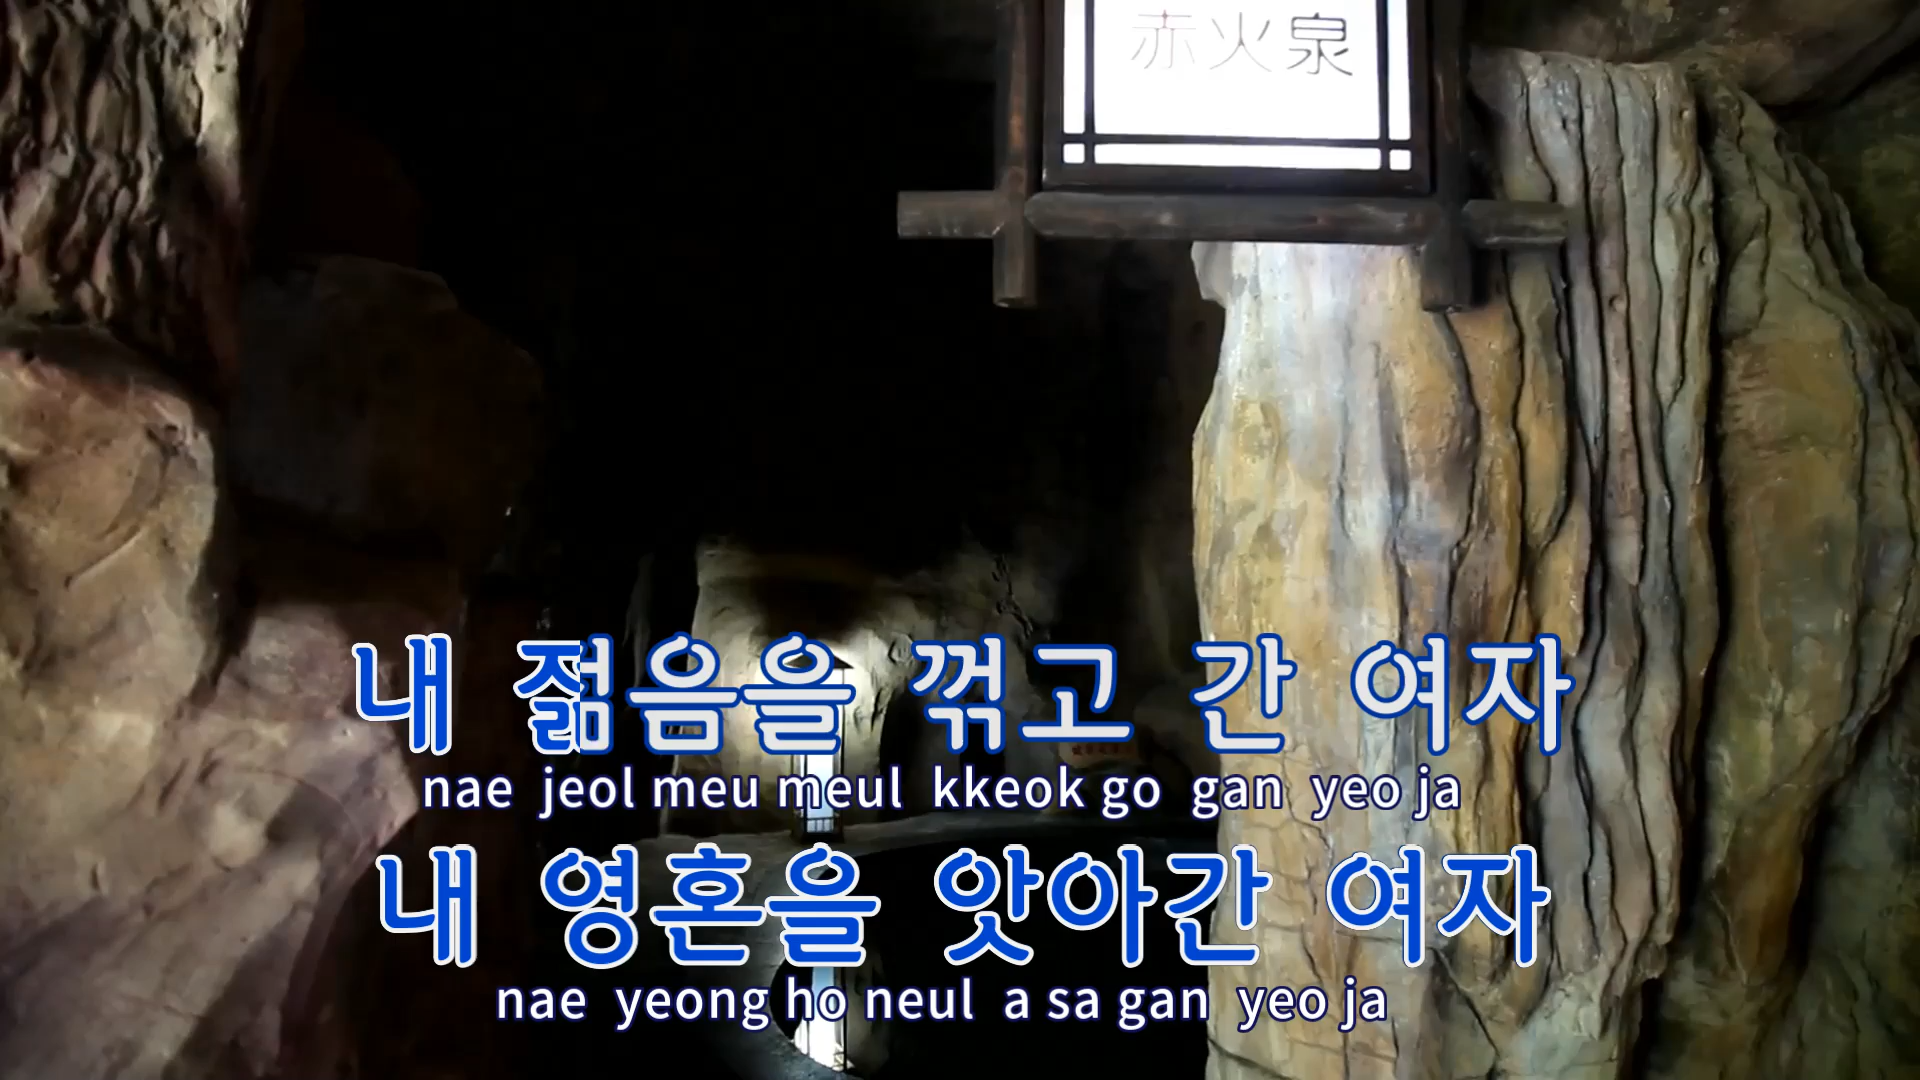 赤火泉
내 젊음을 꺾고 간 여자
nae jeol meu meul kkeok go gan yeo ja
내 영혼을 앗아간 여자
nae yeong ho neul a sa gan yeo ja